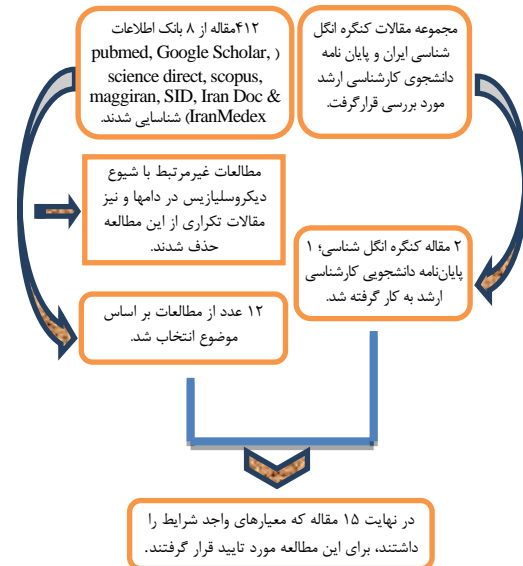 مجموعه مقالات کنگره انگل
شناسی ایران و پایان نامه
دانشجوی کارشناسی ارشد
مورد بررسی قرارگرفت.
۴۱۲مقاله از ۸ بانک اطلاعات
pubmed, Google Scholar, )
science direct, scopus,
maggiran, SID, Iran Doc &
IranMedex) شناسایی شدند.
مطالعات غیرمرتبط با شیوع
دیکروسلیازیس در دامها و نیز
مقالات تکراری از این مطالعه
حذف شدند.
۲ مقاله کنگره انگل شناسی؛ ۱
پایان‌نامه دانشجویی کارشناسی
ارشد به کار گرفته شد.
۱۲ عدد از مطالعات بر اساس
موضوع انتخاب شد.
در نهایت ۱۵ مقاله که معیارهای واجد شرایط را
داشتند، برای این مطالعه مورد تایید قرار گرفتند.